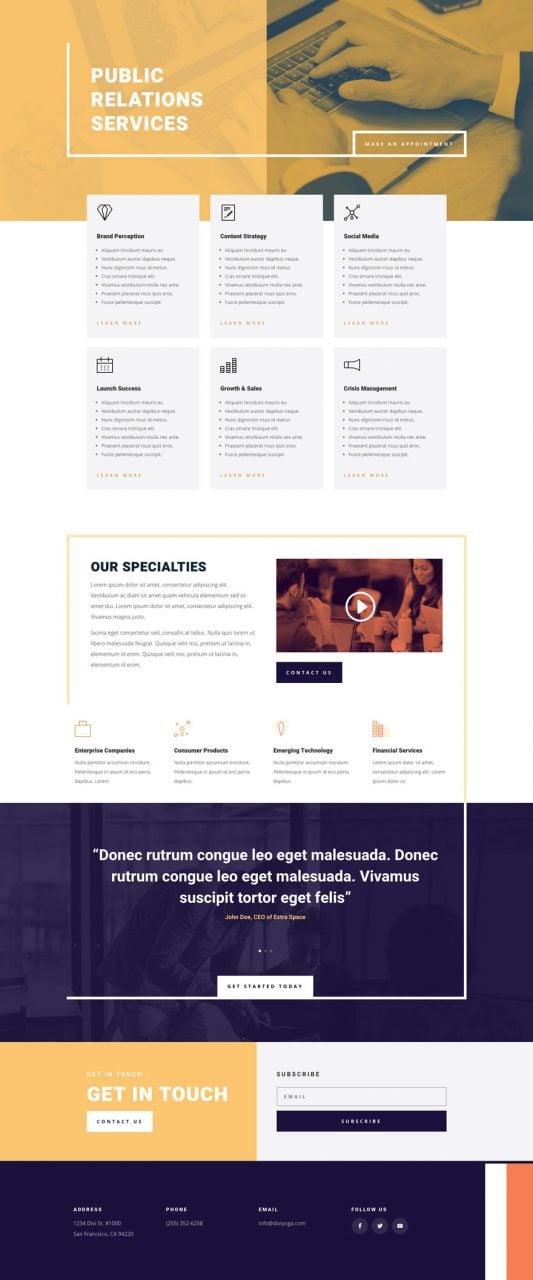 PUBLIC
RELATIONS
SERVICES
MAKE AN APPOINTMENT
Brand Perception
Aliquam tincidunt mauris eu
Vestibulum auctor dapibus neque.
Nunc dignissim risus id metus.
Cras ornare tristique elit.
Vivamus vestibulum nulla nec ante.
Praesent placerat risus quis eros.
Fusce pellentesque suscipit.
LEARN MORE
Content Strategy
Aliquam tincidunt mauris eu
Vestibulum auctor dapibus neque.
Nunc dignissim risus id metus.
Cras ornare tristique elit.
Vivamus vestibulum nulla nec ante.
Praesent placerat risus quis eros.
Fusce pellentesque suscipit.
LEARN MORE
Social Media
Aliquam tincidunt mauris eu
Vestibulum auctor dapibus neque.
Nunc dignissim risus id metus.
Cras ornare tristique elit.
Vivamus vestibulum nulla nec ante.
Praesent placerat risus quis eros.
Fusce pellentesque suscipit.
LEARN MORE
Launch Success
Aliquam tincidunt mauris eu
Vestibulum auctor dapibus neque.
Nunc dignissim risus id metus.
Cras ornare tristique elit.
Vivamus vestibulum nulla nec ante.
Praesent placerat risus quis eros.
Fusce pellentesque suscipit.
LEARN MORE
Growth & Sales
Aliquam tincidunt mauris eu
Vestibulum auctor dapibus neque.
Nunc dignissim risus id metus.
Cras ornare tristique elit.
Vivamus vestibulum nulla nec ante.
Praesent placerat risus quis eros.
Fusce pellentesque suscipit.
LEARN MORE
Crisis Management
Aliquam tincidunt mauris eu
Vestibulum auctor dapibus neque.
Nunc dignissim risus id metus.
Cras ornare tristique elit.
Vivamus vestibulum nulla nec ante.
Praesent placerat risus quis eros.
Fusce pellentesque suscipit.
LEARN MORE
OUR SPECIALTIES
Lorem ipsum dolor sit amet, consectetur adipiscing elit.
Vestibulum ac diam sit amet quam vehicula elementum sed sit
amet dui. Lorem ipsum dolor sit amet, consectetur adipiscing elit.
Vivamus magna justo,
lacinia eget consectetur sed, convallis at tellus. Nulla quis lorem ut
libero malesuada feugiat. Quisque velit nisi, pretium ut lacinia in,
elementum id enim. Quisque velit nisi, pretium ut lacinia in,
elementum id enim.
CONTACT US
Enterprise Companies
Nulla porttitor accumsan tincidunt.
Pellentesque in ipsum id orci porta
dapibus. Lorem
Consumer Products
Nulla porttitor accumsan tincidunt.
Pellentesque in ipsum id orci porta
dapibus.
Emerging Technology
Nulla porttitor accumsan tincidunt.
Pellentesque in ipsum id orci porta
dapibus
Financial Services
Lorem ipsum dolor sit amet,
consectetur adipiscing elit. Lorem
ipsum dolor sit
“Donec rutrum congue leo eget malesuada. Donec
rutrum congue leo eget malesuada. Vivamus
suscipit tortor eget felis”
John Doe, CEO of Extra Space
GET STARTED TODAY
GET IN TOUCH
GET IN TOUCH
CONTACT US
SUBSCRIBE
EMAIL
SUBSCRIBE
ADDRESS
1234 Divi St. #1000
San Francisco, CA 94220
PHONE
(255) 352-6258
EMAIL
info@diviyoga.com
FOLLOW US